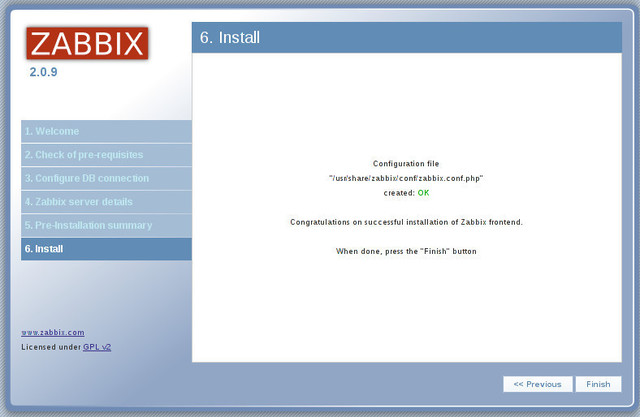 ZABBIX
2.0.9
1. Welcome
2. Check of pre-requisites
3. Configure DB connection
4. Zabbix server details
5. Pre-Installation summary
6. Install
www.zabbix.com
Licensed under GPL v2
6. Install
Configuration file
"/usr/share/zabbix/conf/zabbix.conf.php"
created: OK
Congratulations on successful installation of Zabbix frontend.
When done, press the "Finish" button
<< Previous
Finish